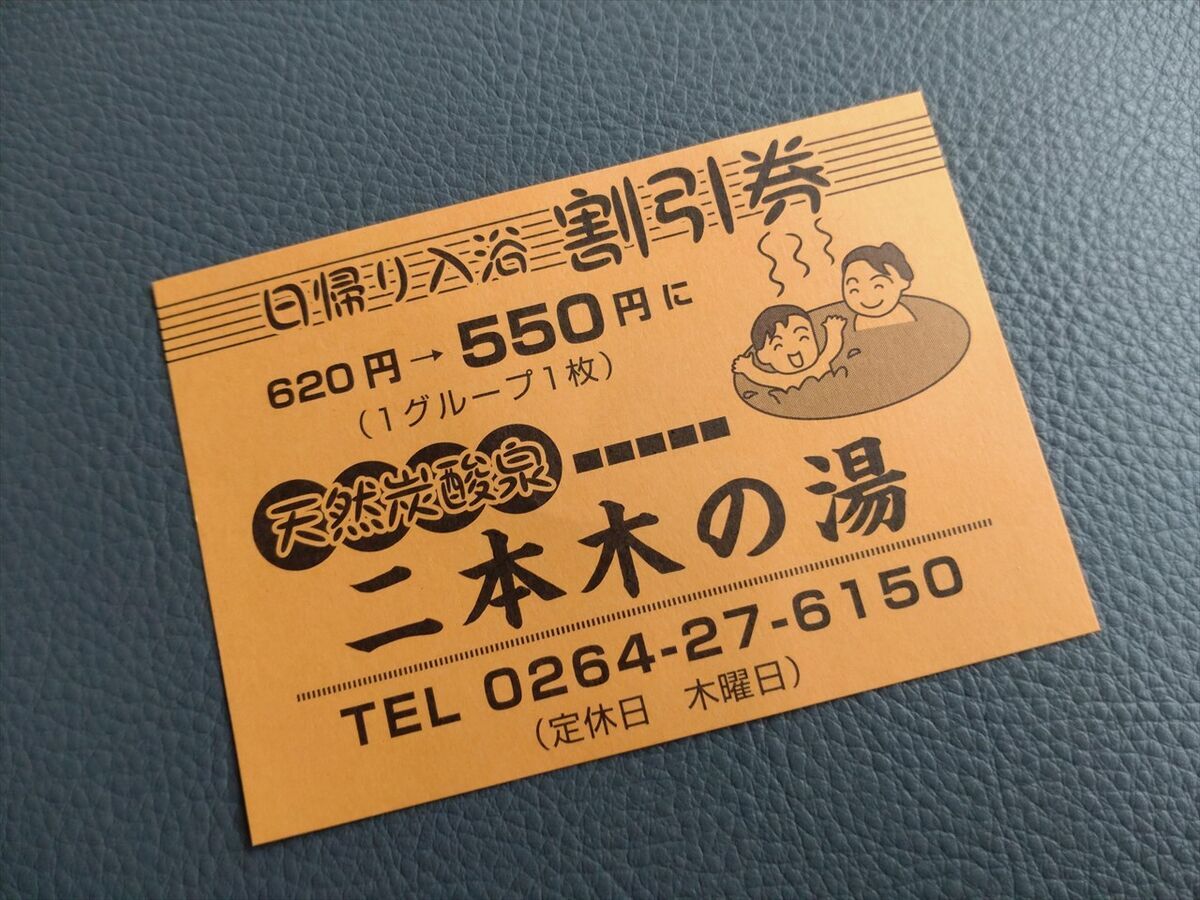 日帰り入浴 割引券
620円→550円に
(1グループ1枚)
天然炭酸泉
二本木の湯
TEL 0264-27-6150
(定休日 木曜日)